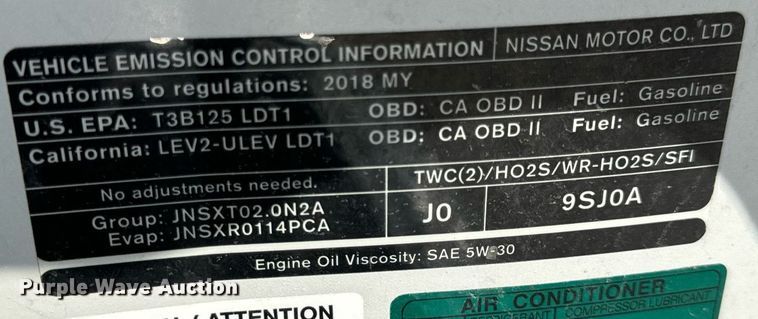 VEHICLE EMISSION CONTROL INFORMATION NISSAN MOTOR CO., LTD
Conforms to regulations: 2018 MY
U.S. EPA: T3B125 LDT1 OBD: CA OBD II Fuel: Gasoline
California: LEV2-ULEV LDT1 OBD: CA OBD II Fuel: Gasoline
No adjustments needed. TWC(2)/HO2S/WR-HO2S/SFI
Group: JNSXT02.0N2A J0 9SJ0A
Evap: JNSXR0114PCA
Engine Oil Viscosity: SAE 5W-30
Purple Wave Auction
/ ATTENTION AIR CONDITIONER
REFRIGERANT COMPRESSOR LUBRICANT